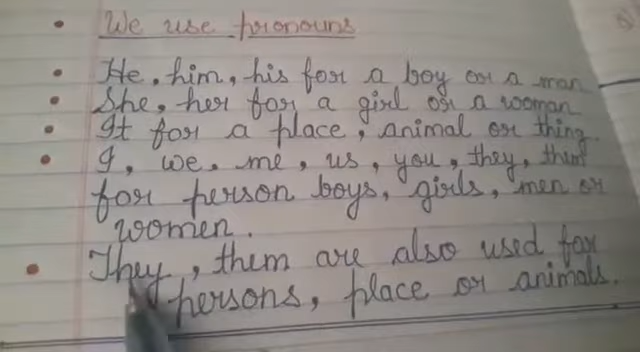 We use pronouns
He, him, his for a boy or a man
She, her for a girl or a woman
It for a place, animal or thing.
I, we, me, us, you, they, them
for person boys, girls, men or
women.
They, them are also used for
persons, place or animals.